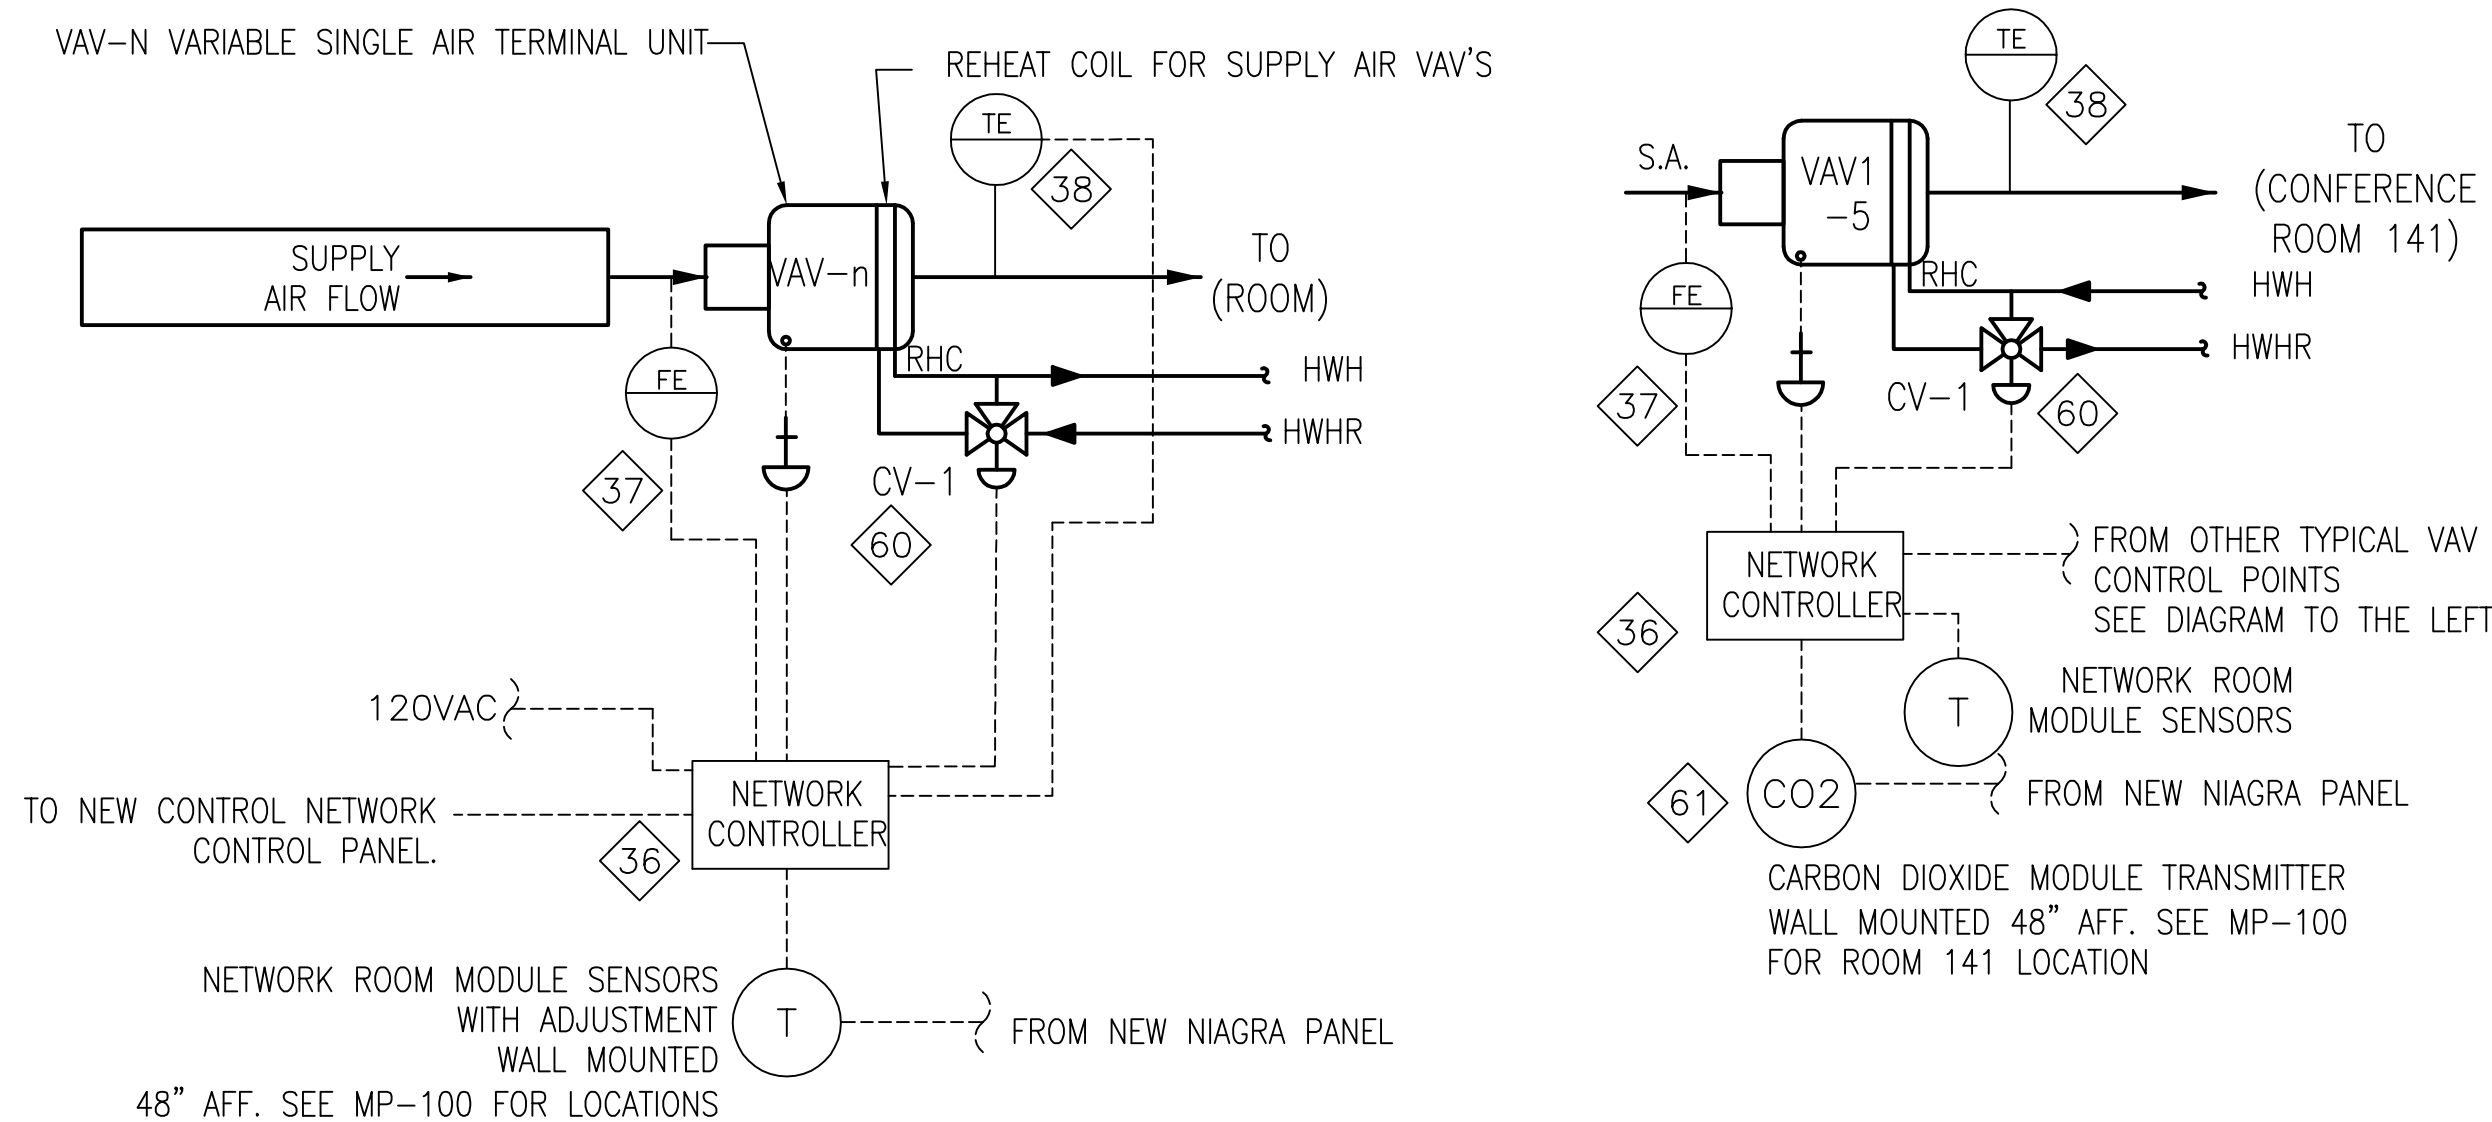 VAV-N VARIABLE SINGLE AIR TERMINAL UNIT
REHEAT COIL FOR SUPPLY AIR VAV'S
TE
38
SUPPLY
AIR FLOW
VAV-n
TO
(ROOM)
RHC
HWH
FE
HWHR
37
CV-1
60
120VAC
TO NEW CONTROL NETWORK
CONTROL PANEL.
NETWORK
CONTROLLER
36
NETWORK ROOM MODULE SENSORS
WITH ADJUSTMENT
WALL MOUNTED
48" AFF. SEE MP-100 FOR LOCATIONS
T
FROM NEW NIAGRA PANEL
TE
38
S.A.
VAV1
-5
TO
(CONFERENCE
ROOM 141)
RHC
HWH
FE
HWHR
37
CV-1
60
NETWORK
CONTROLLER
FROM OTHER TYPICAL VAV
CONTROL POINTS
SEE DIAGRAM TO THE LEFT
36
NETWORK ROOM
MODULE SENSORS
T
61
CO2
FROM NEW NIAGRA PANEL
CARBON DIOXIDE MODULE TRANSMITTER
WALL MOUNTED 48" AFF. SEE MP-100
FOR ROOM 141 LOCATION